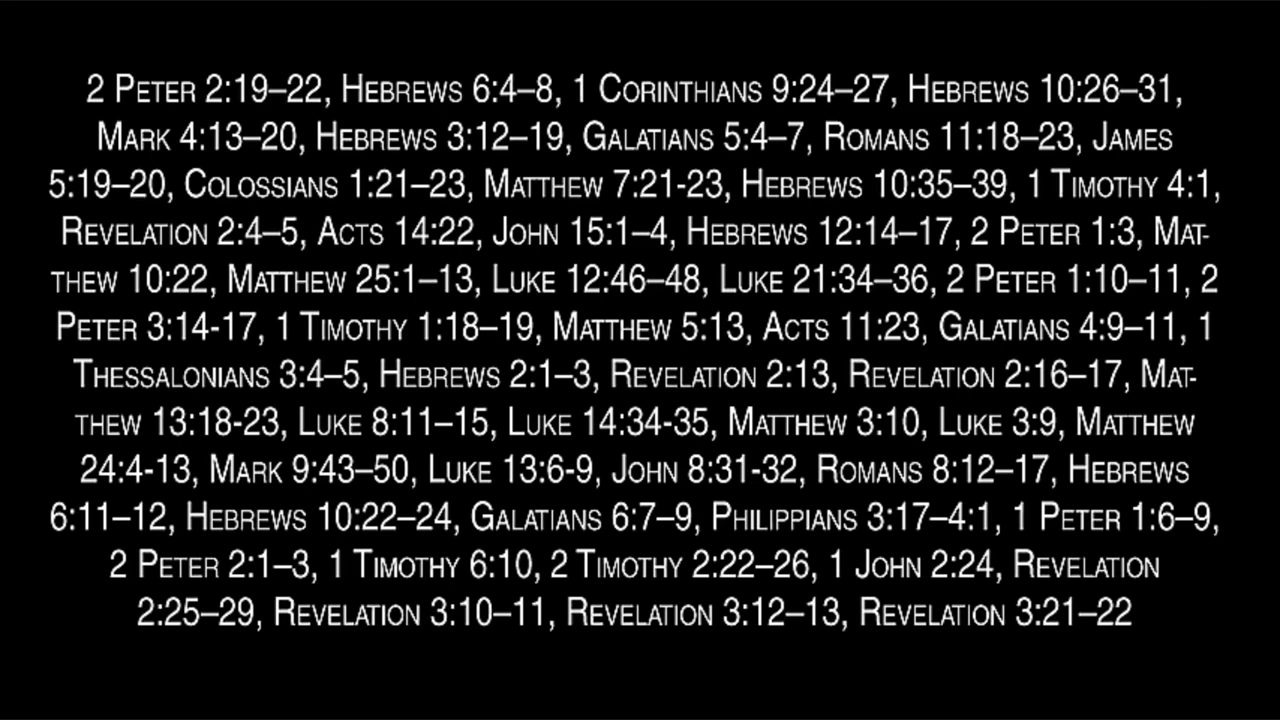 2 Peter 2:19–22, Hebrews 6:4–8, 1 Corinthians 9:24–27, Hebrews 10:26–31,
Mark 4:13–20, Hebrews 3:12–19, Galatians 5:4–7, Romans 11:18–23, James
5:19–20, Colossians 1:21–23, Matthew 7:21-23, Hebrews 10:35–39, 1 Timothy 4:1,
Revelation 2:4–5, Acts 14:22, John 15:1–4, Hebrews 12:14–17, 2 Peter 1:3, Mat-
thew 10:22, Matthew 25:1–13, Luke 12:46–48, Luke 21:34–36, 2 Peter 1:10–11, 2
Peter 3:14-17, 1 Timothy 1:18–19, Matthew 5:13, Acts 11:23, Galatians 4:9–11, 1
Thessalonians 3:4–5, Hebrews 2:1–3, Revelation 2:13, Revelation 2:16–17, Mat-
thew 13:18-23, Luke 8:11–15, Luke 14:34-35, Matthew 3:10, Luke 3:9, Matthew
24:4-13, Mark 9:43–50, Luke 13:6-9, John 8:31-32, Romans 8:12–17, Hebrews
6:11–12, Hebrews 10:22–24, Galatians 6:7–9, Philippians 3:17–4:1, 1 Peter 1:6–9,
2 Peter 2:1–3, 1 Timothy 6:10, 2 Timothy 2:22–26, 1 John 2:24, Revelation
2:25–29, Revelation 3:10–11, Revelation 3:12–13, Revelation 3:21–22